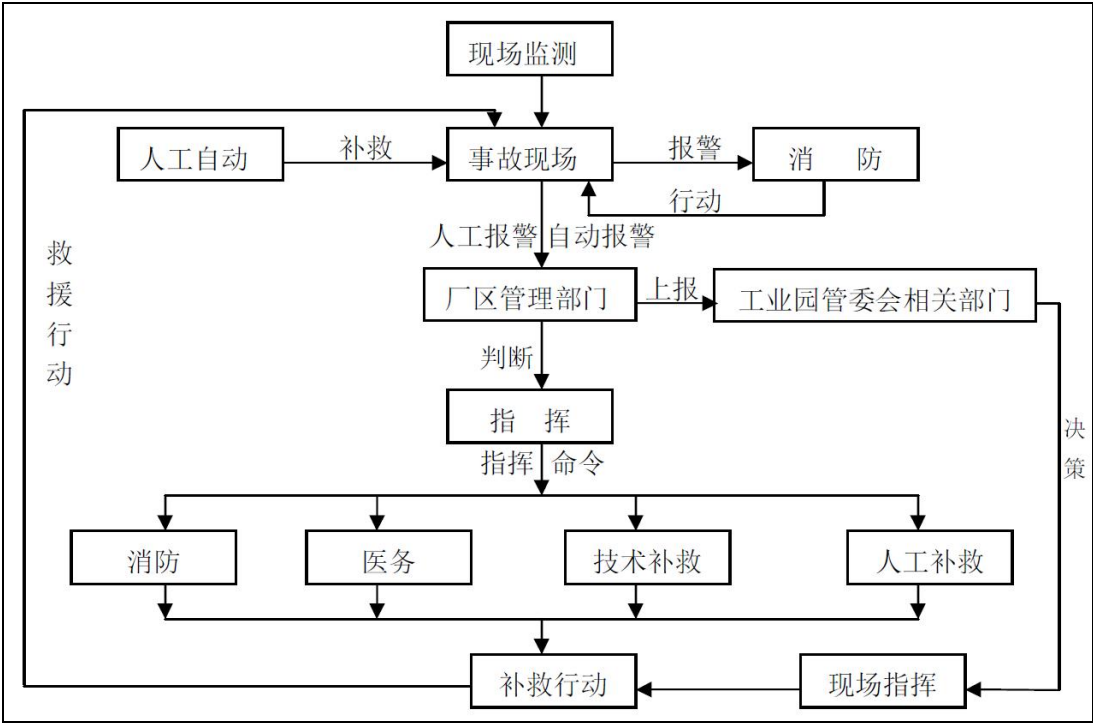 现场监测
人工自动
补救
事故现场
报警
消 防
行动
人工报警 自动报警
救援行动
厂区管理部门
上报
工业园管委会相关部门
判断
指 挥
决策
指挥 命令
消防
医务
技术补救
人工补救
补救行动
现场指挥